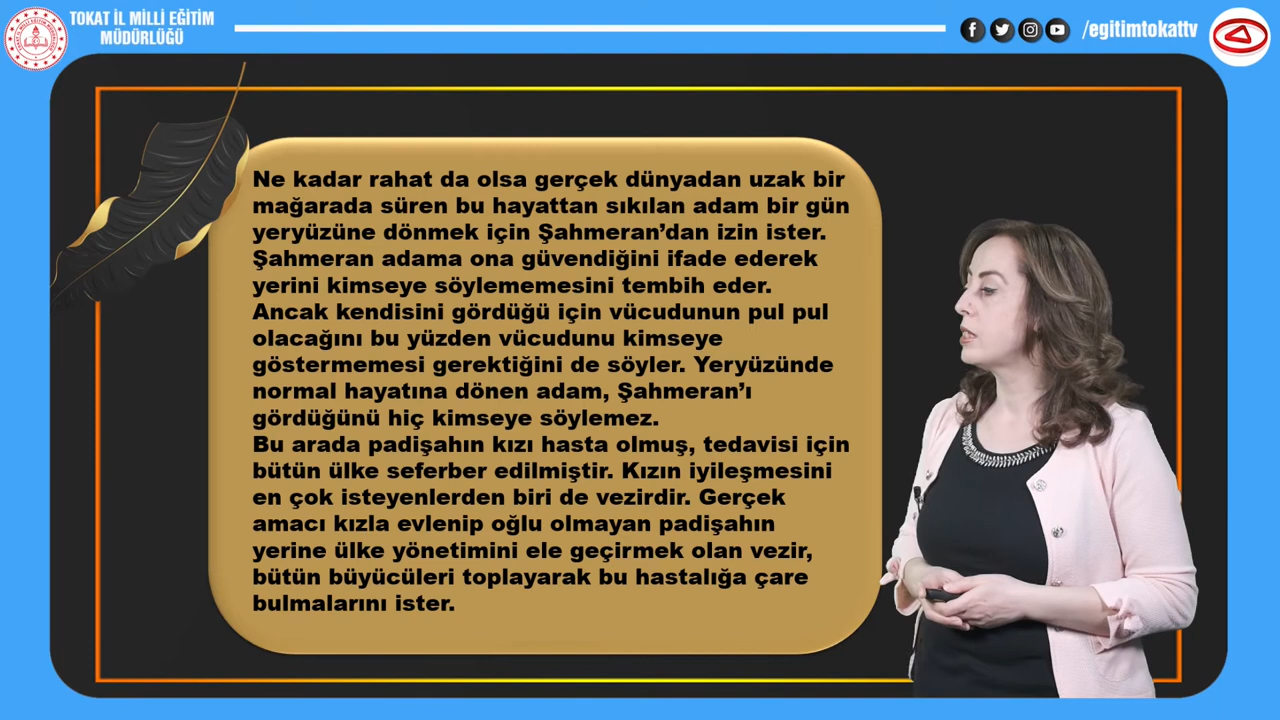 TOKAT İL MİLLİ EĞİTİM
MÜDÜRLÜĞÜ
/egitimtokattv
Ne kadar rahat da olsa gerçek dünyadan uzak bir
mağarada süren bu hayattan sıkılan adam bir gün
yeryüzüne dönmek için Şahmeran’dan izin ister.
Şahmeran adama ona güvendiğini ifade ederek
yerini kimseye söylememesini tembih eder.
Ancak kendisini gördüğü için vücudunun pul pul
olacağını bu yüzden vücudunu kimseye
göstermemesi gerektiğini de söyler. Yeryüzünde
normal hayatına dönen adam, Şahmeran’ı
gördüğünü hiç kimseye söylemez.
Bu arada padişahın kızı hasta olmuş, tedavisi için
bütün ülke seferber edilmiştir. Kızın iyileşmesini
en çok isteyenlerden biri de vezirdir. Gerçek
amacı kızla evlenip oğlu olmayan padişahın
yerine ülke yönetimini ele geçirmek olan vezir,
bütün büyücüleri toplayarak bu hastalığa çare
bulmalarını ister.